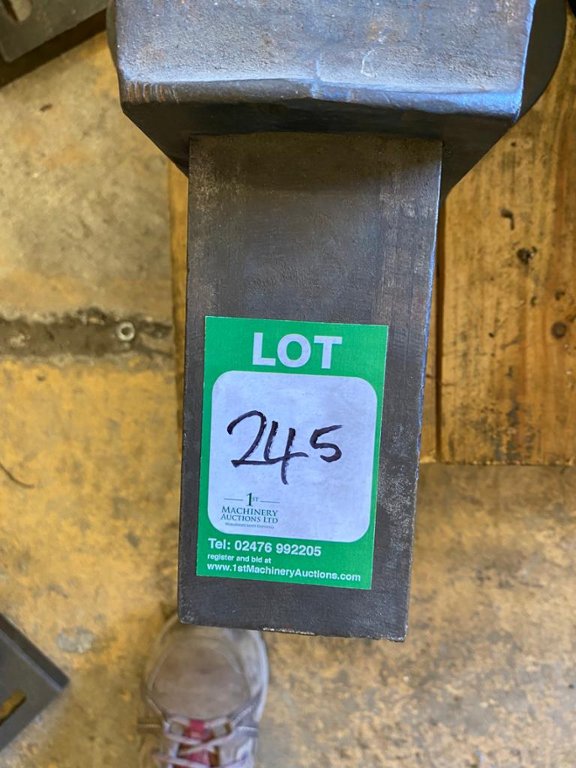 LOT
245
1ST
MACHINERY
AUCTIONS LTD
Tel: 02476 992205
register and bid at
www.1stMachineryAuctions.com